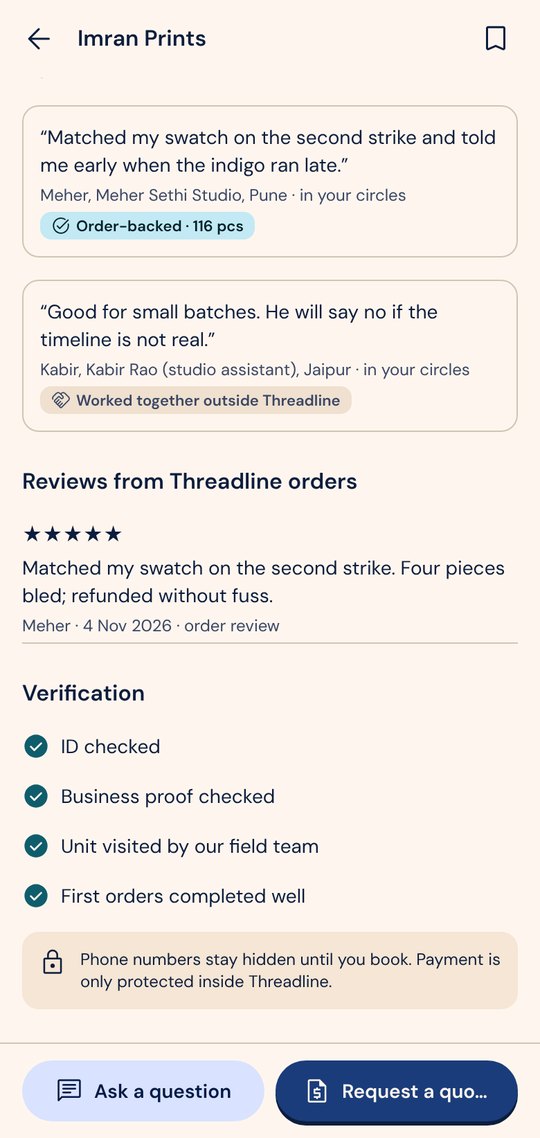 Imran Prints
“Matched my swatch on the second strike and told
me early when the indigo ran late.”
Meher, Meher Sethi Studio, Pune · in your circles
Order-backed · 116 pcs
“Good for small batches. He will say no if the
timeline is not real.”
Kabir, Kabir Rao (studio assistant), Jaipur · in your circles
Worked together outside Threadline
Reviews from Threadline orders
★★★★★
Matched my swatch on the second strike. Four pieces
bled; refunded without fuss.
Meher · 4 Nov 2026 · order review
Verification
ID checked
Business proof checked
Unit visited by our field team
First orders completed well
Phone numbers stay hidden until you book. Payment is
only protected inside Threadline.
Ask a question
Request a quo...